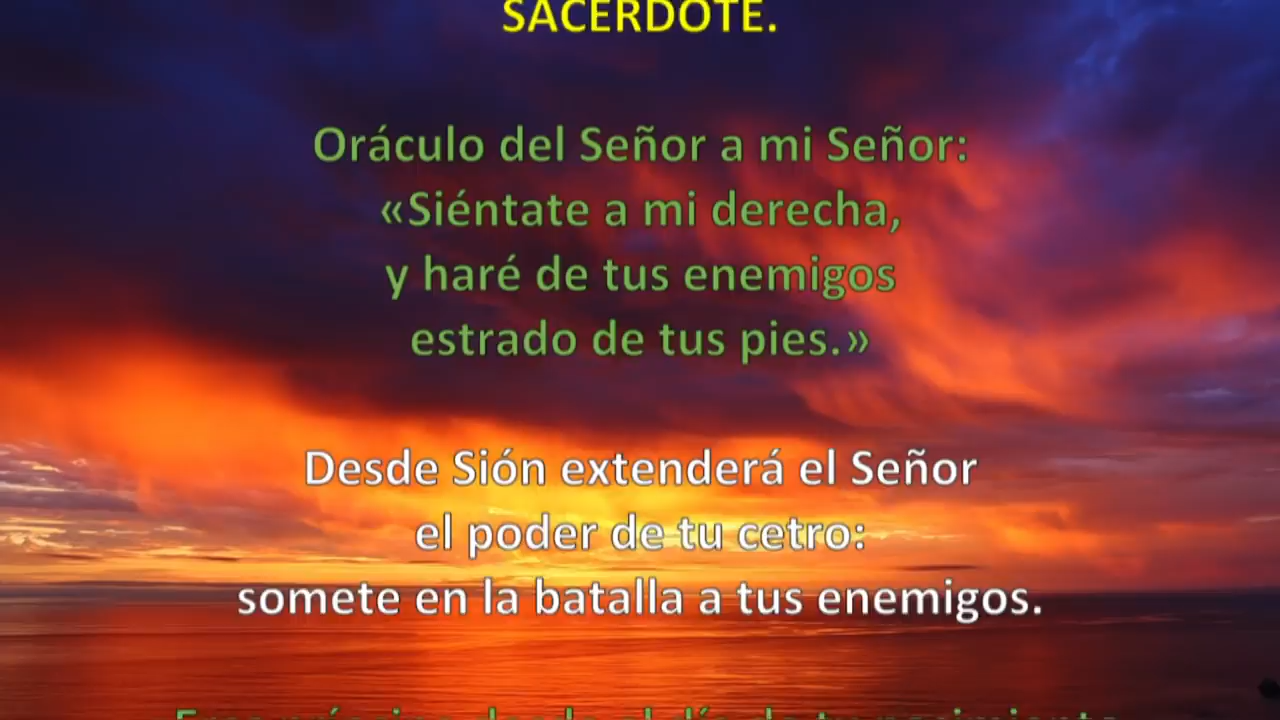 SACERDOTE.
Oráculo del Señor a mi Señor:
«Siéntate a mi derecha,
y haré de tus enemigos
estrado de tus pies.»
Desde Sión extenderá el Señor
el poder de tu cetro:
somete en la batalla a tus enemigos.